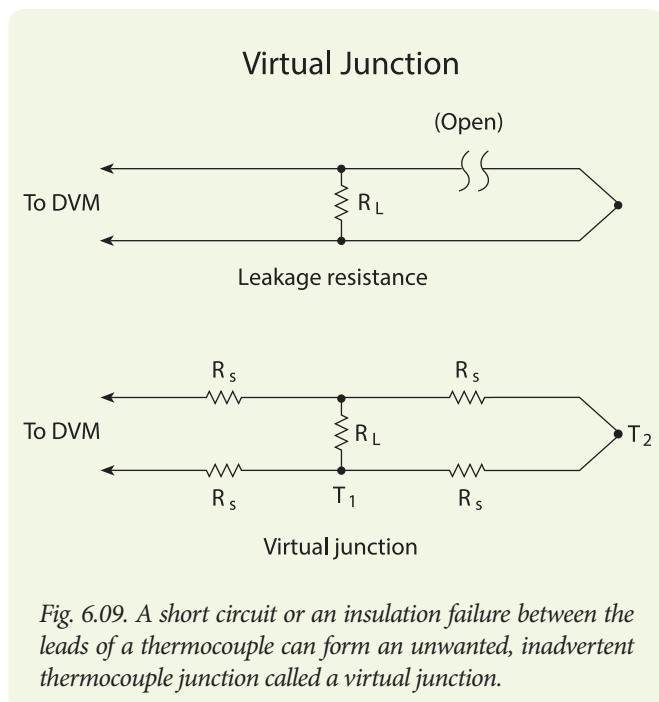 Virtual Junction
(Open)
To DVM
R L
Leakage resistance
R s
R s
To DVM
R L
T 2
R s
T 1
R s
Virtual junction
Fig. 6.09. A short circuit or an insulation failure between the
leads of a thermocouple can form an unwanted, inadvertent
thermocouple junction called a virtual junction.